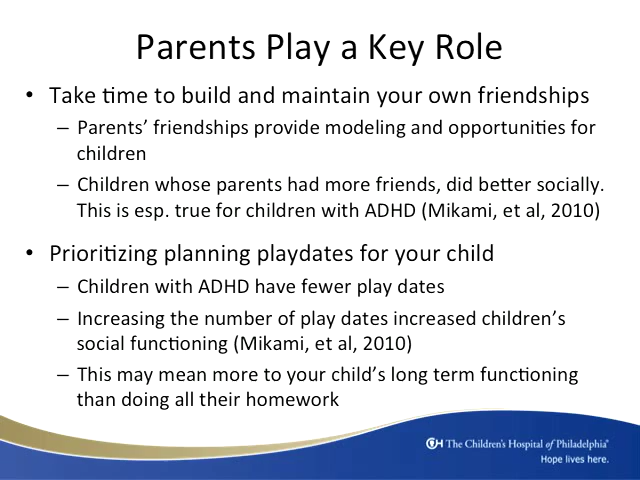 Parents Play a Key Role
• Take time to build and maintain your own friendships
– Parents’ friendships provide modeling and opportunities for
children
– Children whose parents had more friends, did better socially.
This is esp. true for children with ADHD (Mikami, et al, 2010)
• Prioritizing planning playdates for your child
– Children with ADHD have fewer play dates
– Increasing the number of play dates increased children’s
social functioning (Mikami, et al, 2010)
– This may mean more to your child’s long term functioning
than doing all their homework
The Children's Hospital of Philadelphia®
Hope lives here.